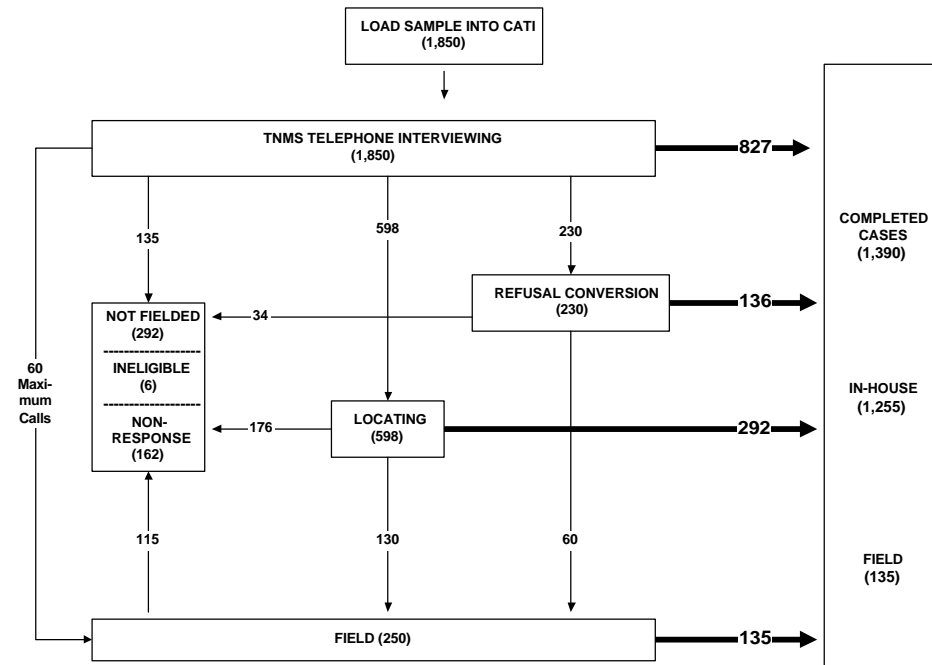 LOAD SAMPLE INTO CATI
(1,850)
TNMS TELEPHONE INTERVIEWING
(1,850)
827
135
598
230
COMPLETED
CASES
(1,390)
REFUSAL CONVERSION
(230)
136
NOT FIELDED
(292)
34
INELIGIBLE
(6)
60
Maxi-
mum
Calls
IN-HOUSE
(1,255)
NON-
RESPONSE
(162)
176
LOCATING
(598)
292
115
130
60
FIELD
(135)
FIELD (250)
135